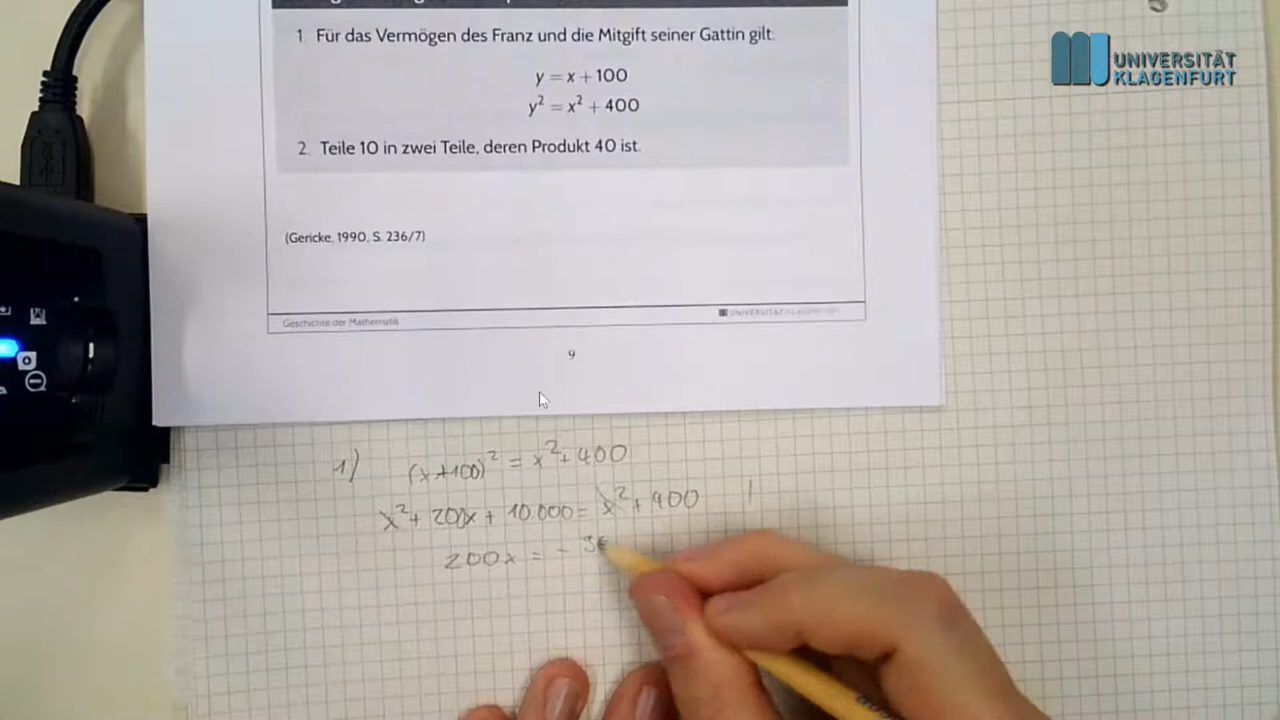 UNIVERSITÄT
KLAGENFURT
1 Für das Vermögen des Franz und die Mitgift seiner Gattin gilt:
y = x + 100
y² = x² + 400
2. Teile 10 in zwei Teile, deren Produkt 40 ist.
(Gericke, 1990, S. 236/7)
Geschichte der Mathematik
UNIVERSITÄT KLAGENFURT
9
1) (x+100)² = x²+400
x²+ 200x + 10.000 = x²+400 |
200x = -